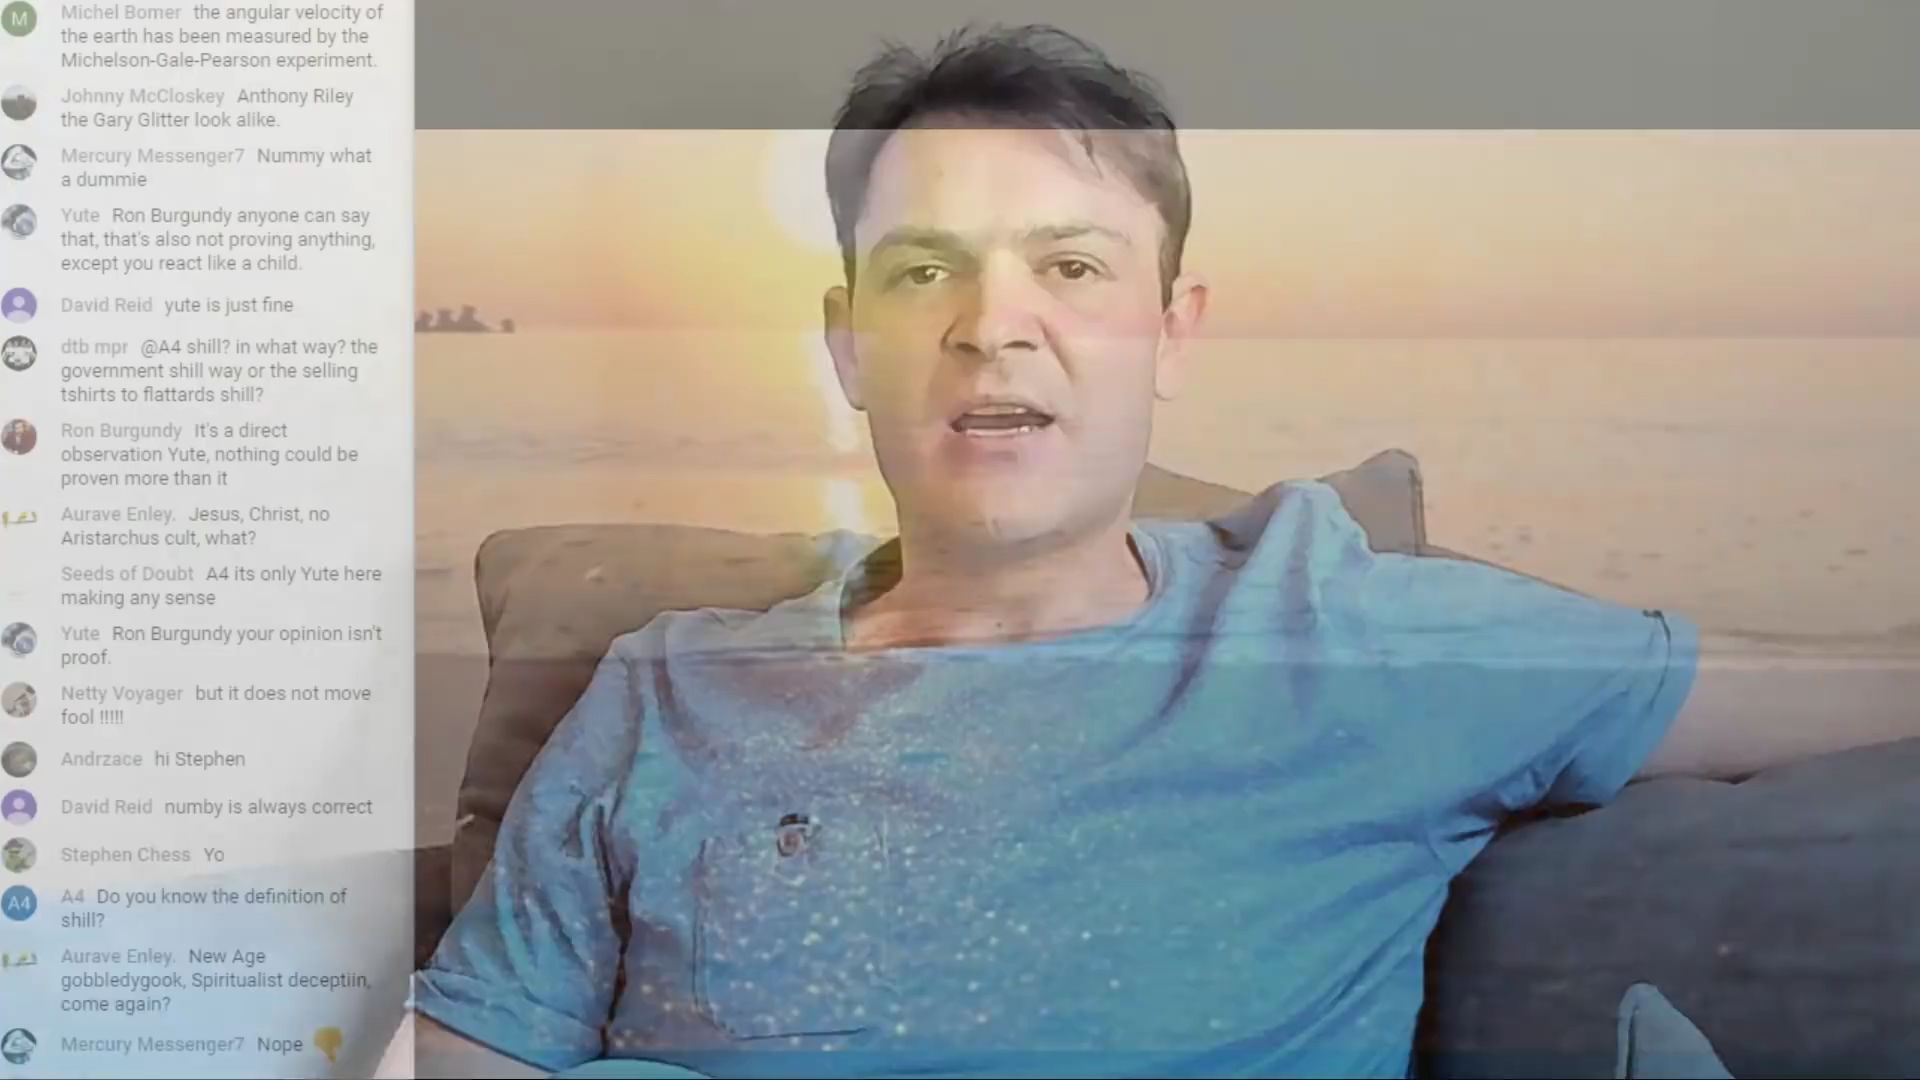 Michel Bomer the angular velocity of
the earth has been measured by the
Michelson-Gale-Pearson experiment.
Johnny McCloskey Anthony Riley
the Gary Glitter look alike.
Mercury Messenger7 Nummy what
a dummie
Yute Ron Burgundy anyone can say
that, that's also not proving anything,
except you react like a child.
David Reid yute is just fine
dtb mpr @A4 shill? in what way? the
government shill way or the selling
tshirts to flattards shill?
Ron Burgundy It's a direct
observation Yute, nothing could be
proven more than it
Aurave Enley. Jesus, Christ, no
Aristarchus cult, what?
Seeds of Doubt A4 its only Yute here
making any sense
Yute Ron Burgundy your opinion isn't
proof.
Netty Voyager but it does not move
fool !!!!!
Andrzace hi Stephen
David Reid numby is always correct
Stephen Chess Yo
A4 Do you know the definition of
shill?
Aurave Enley. New Age
gobbledygook, Spiritualist deceptiin,
come again?
Mercury Messenger7 Nope
M
A4